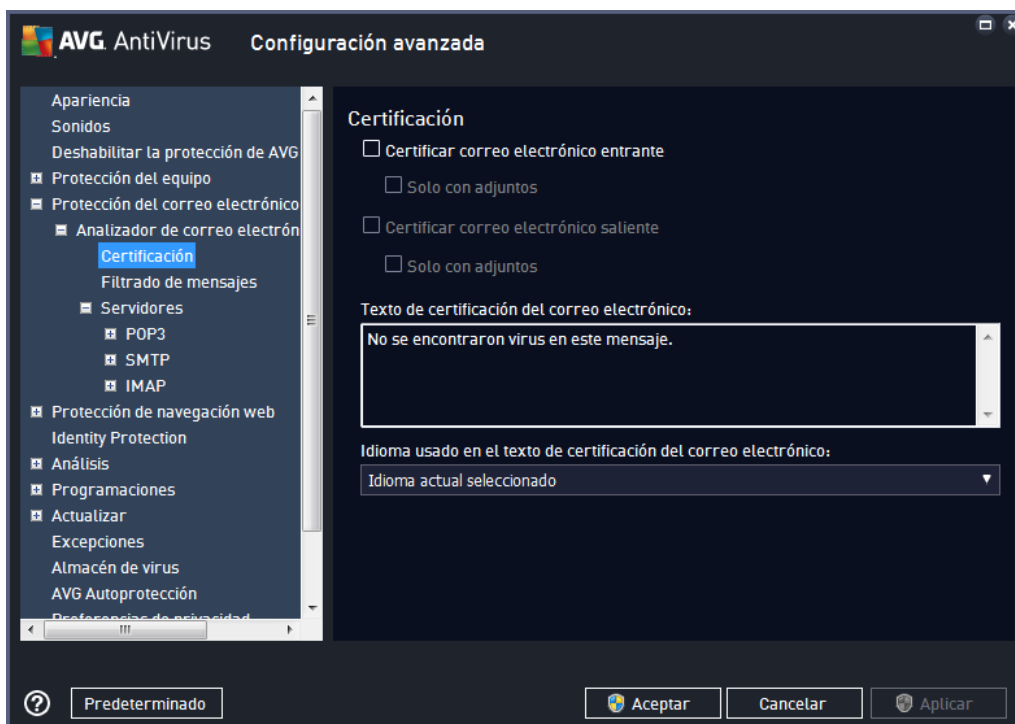 AVG AntiVirus Configuración avanzada
Apariencia
Sonidos
Deshabilitar la protección de AVG
Protección del equipo
Protección del correo electrónico
Analizador de correo electrón
Certificación
Filtrado de mensajes
Servidores
POP3
SMTP
IMAP
Protección de navegación web
Identity Protection
Análisis
Programaciones
Actualizar
Excepciones
Almacén de virus
AVG Autoprotección
Preferencias de privacidad
Certificación
Certificar correo electrónico entrante
Solo con adjuntos
Certificar correo electrónico saliente
Solo con adjuntos
Texto de certificación del correo electrónico:
No se encontraron virus en este mensaje.
Idioma usado en el texto de certificación del correo electrónico:
Idioma actual seleccionado
Predeterminado
Aceptar
Cancelar
Aplicar